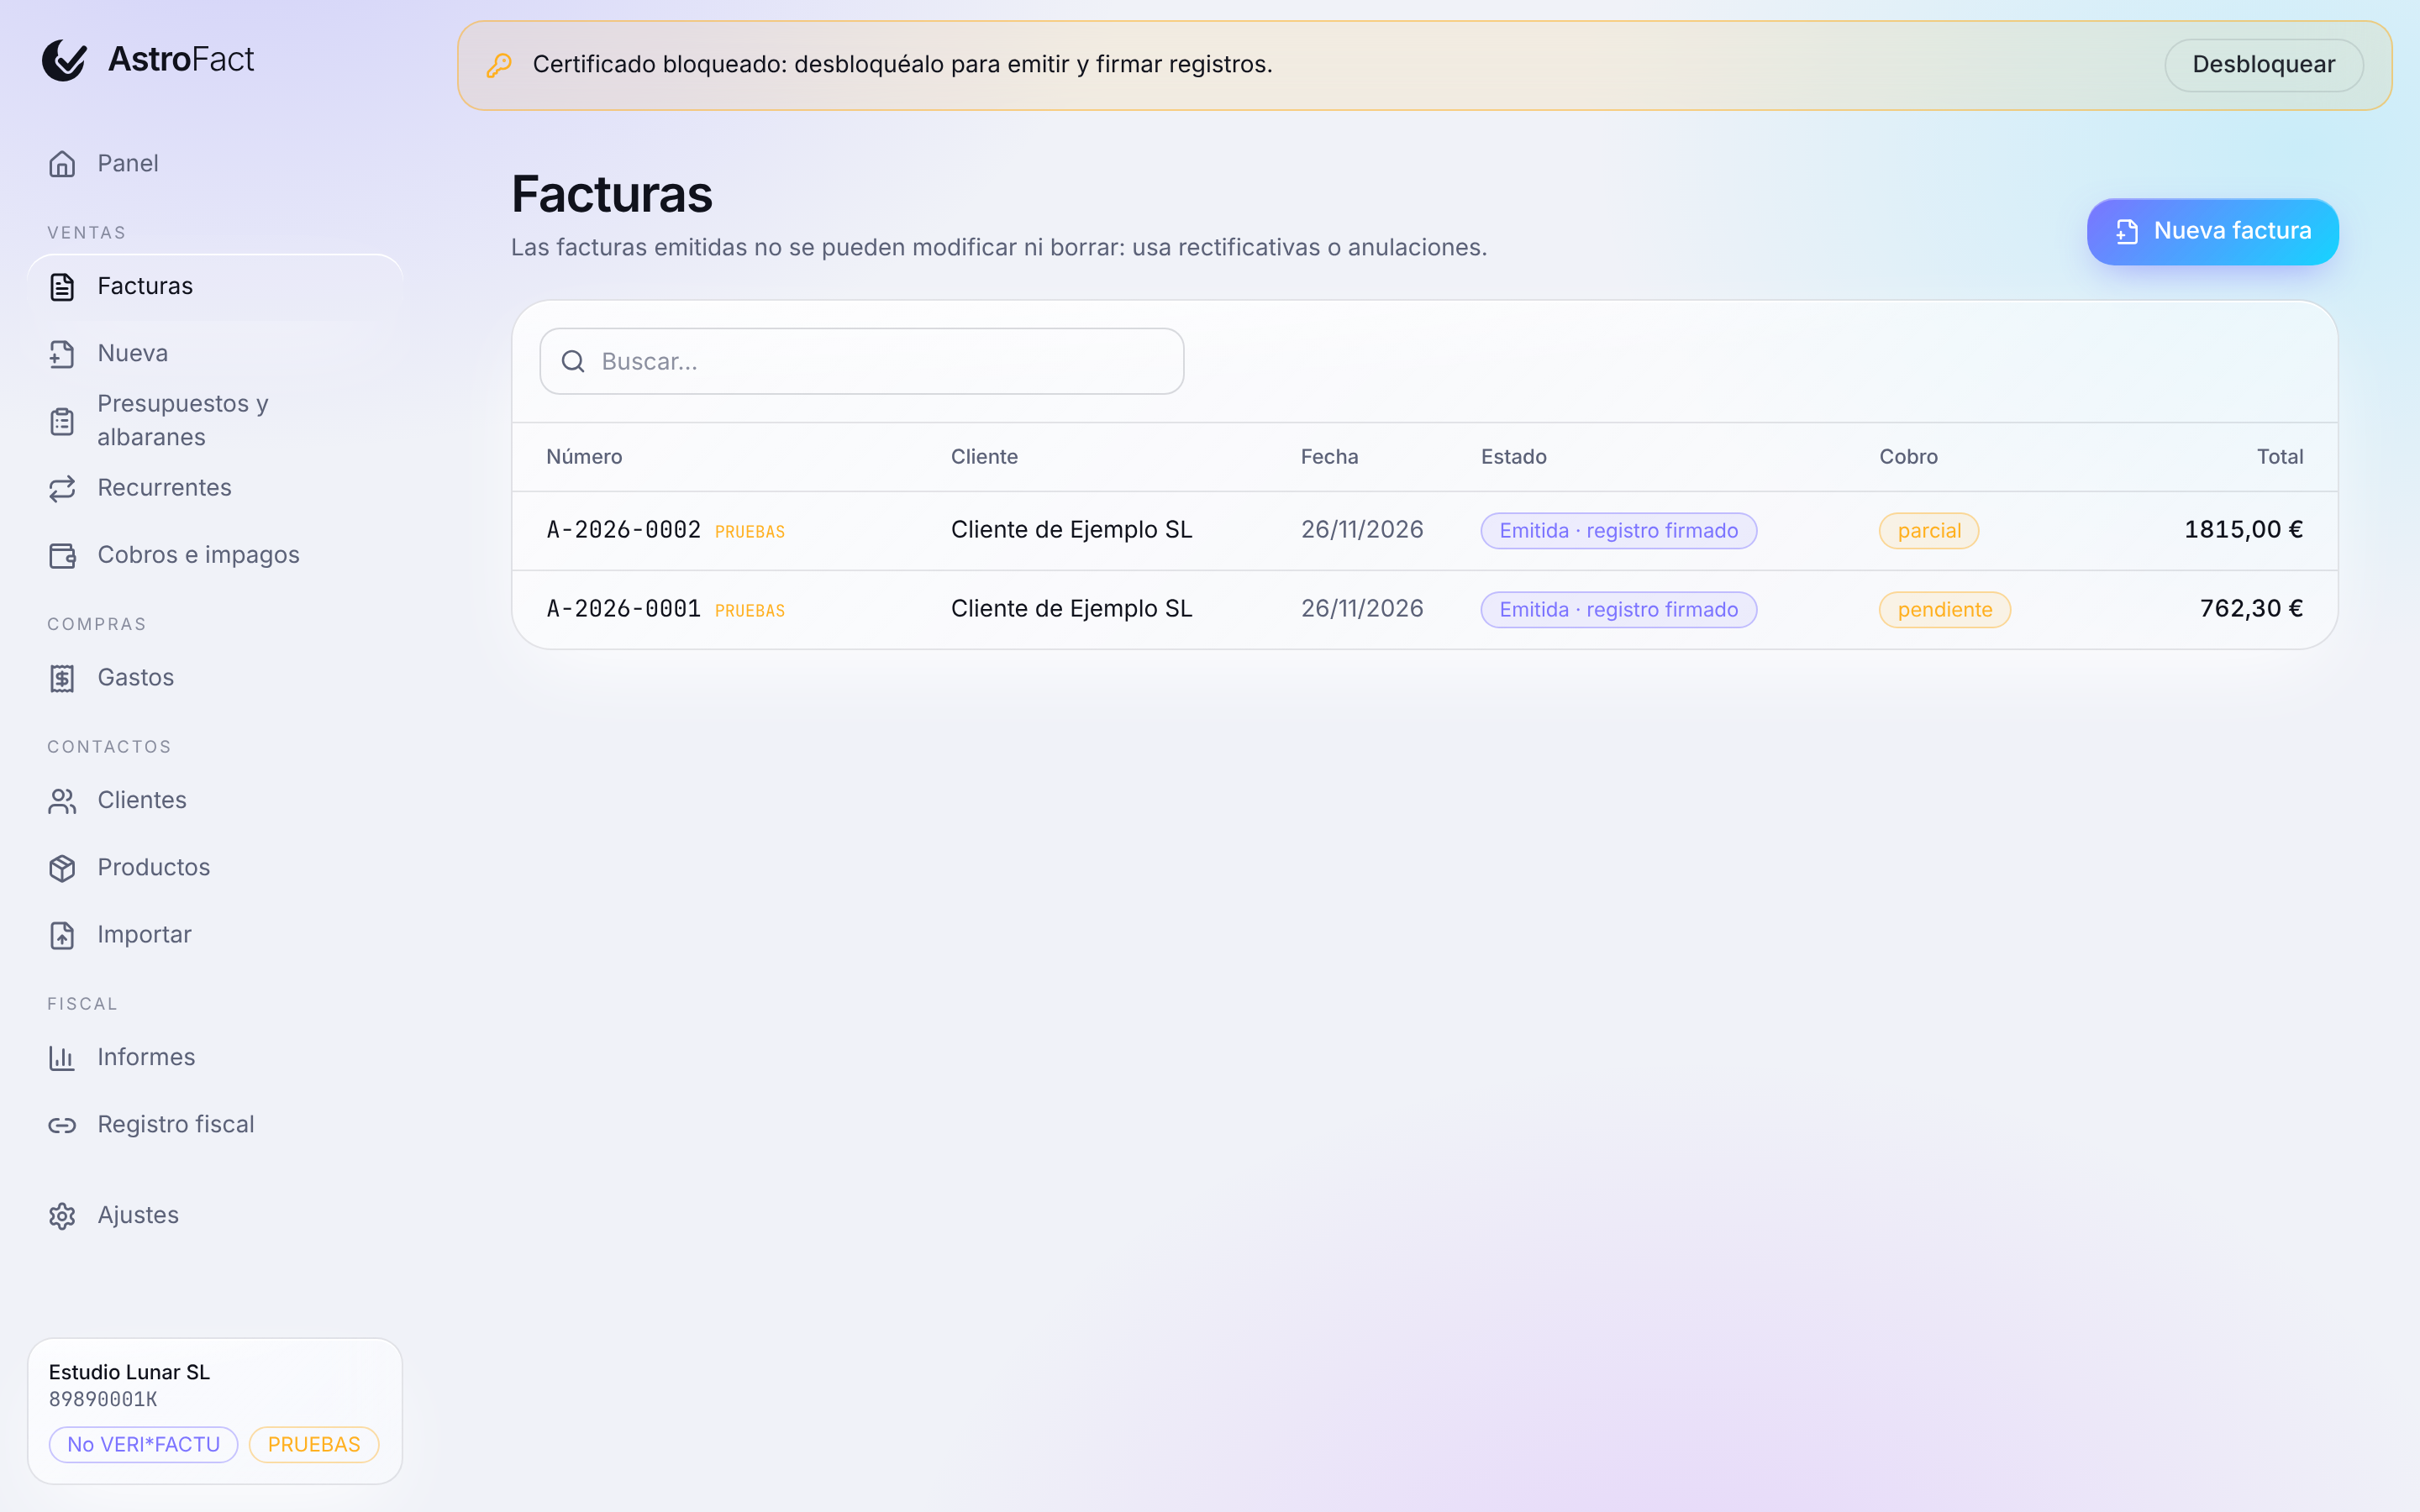 AstroFact
Certificado bloqueado: desbloquéalo para emitir y firmar registros.
Desbloquear
Panel
VENTAS
Facturas
Nueva
Presupuestos y
albaranes
Recurrentes
Cobros e impagos
COMPRAS
Gastos
CONTACTOS
Clientes
Productos
Importar
FISCAL
Informes
Registro fiscal
Ajustes
Estudio Lunar SL
89890001K
No VERI*FACTU PRUEBAS
Facturas
Las facturas emitidas no se pueden modificar ni borrar: usa rectificativas o anulaciones.
Nueva factura
Buscar...
Número Cliente Fecha Estado Cobro Total
A-2026-0002 PRUEBAS Cliente de Ejemplo SL 26/11/2026 Emitida · registro firmado parcial 1815,00 €
A-2026-0001 PRUEBAS Cliente de Ejemplo SL 26/11/2026 Emitida · registro firmado pendiente 762,30 €